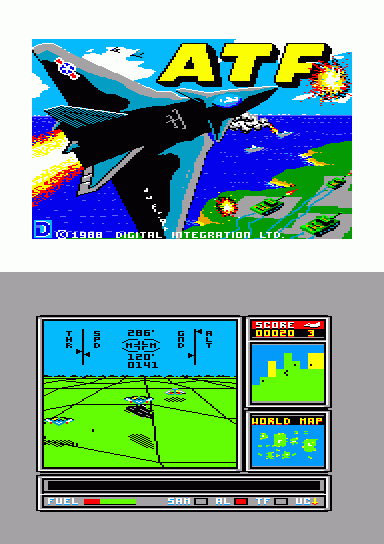 ATF
D © 1988 DIGITAL INTEGRATION LTD
THR SPD 286' GND ALT
120'
0141
SCORE
00020 3
WORLD MAP
FUEL SAM AL TF UC